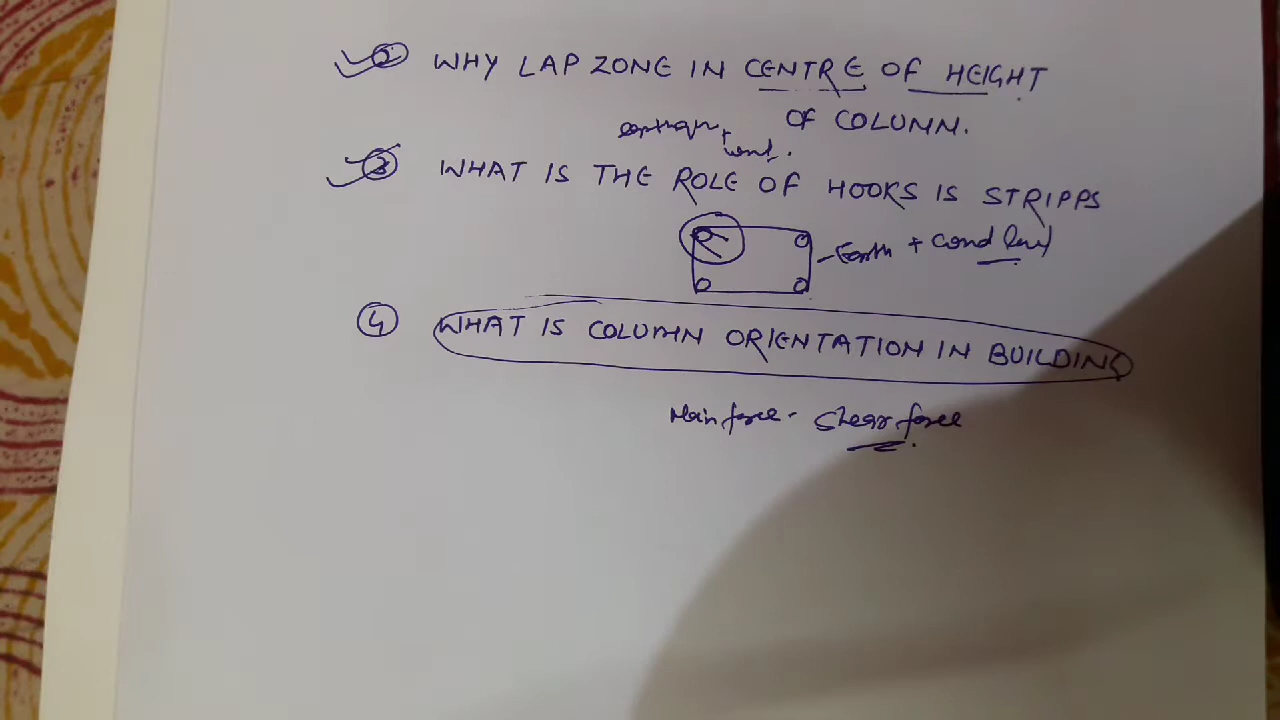 2 WHY LAP ZONE IN CENTRE OF HEIGHT
OF COLUMN.
3 WHAT IS THE ROLE OF HOOKS IS STRIPPS
Earth +
4 WHAT IS COLUMN ORIENTATION IN BUILDING
Main force - Shear force